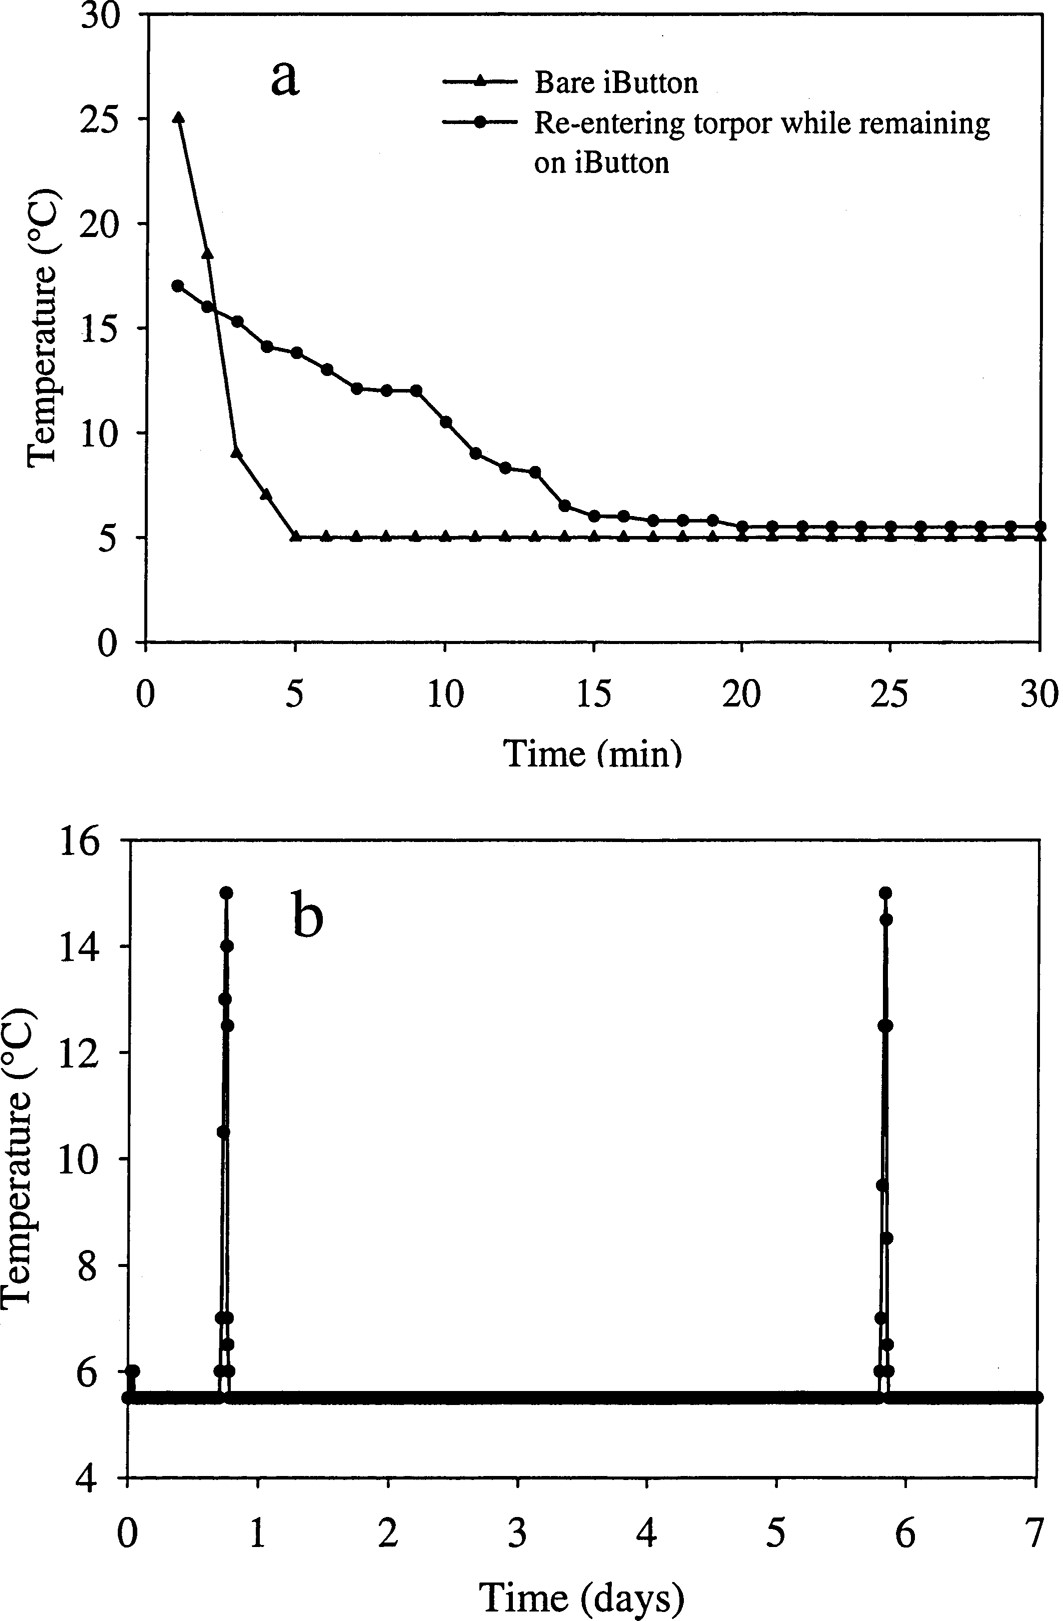 30
25
20
15
10
5
0
Temperature (°C)
a
Bare iButton
Re-entering torpor while remaining
on iButton
0 5 10 15 20 25 30
Time (min)
16
14
12
10
8
6
4
Temperature (°C)
b
0 1 2 3 4 5 6 7
Time (days)